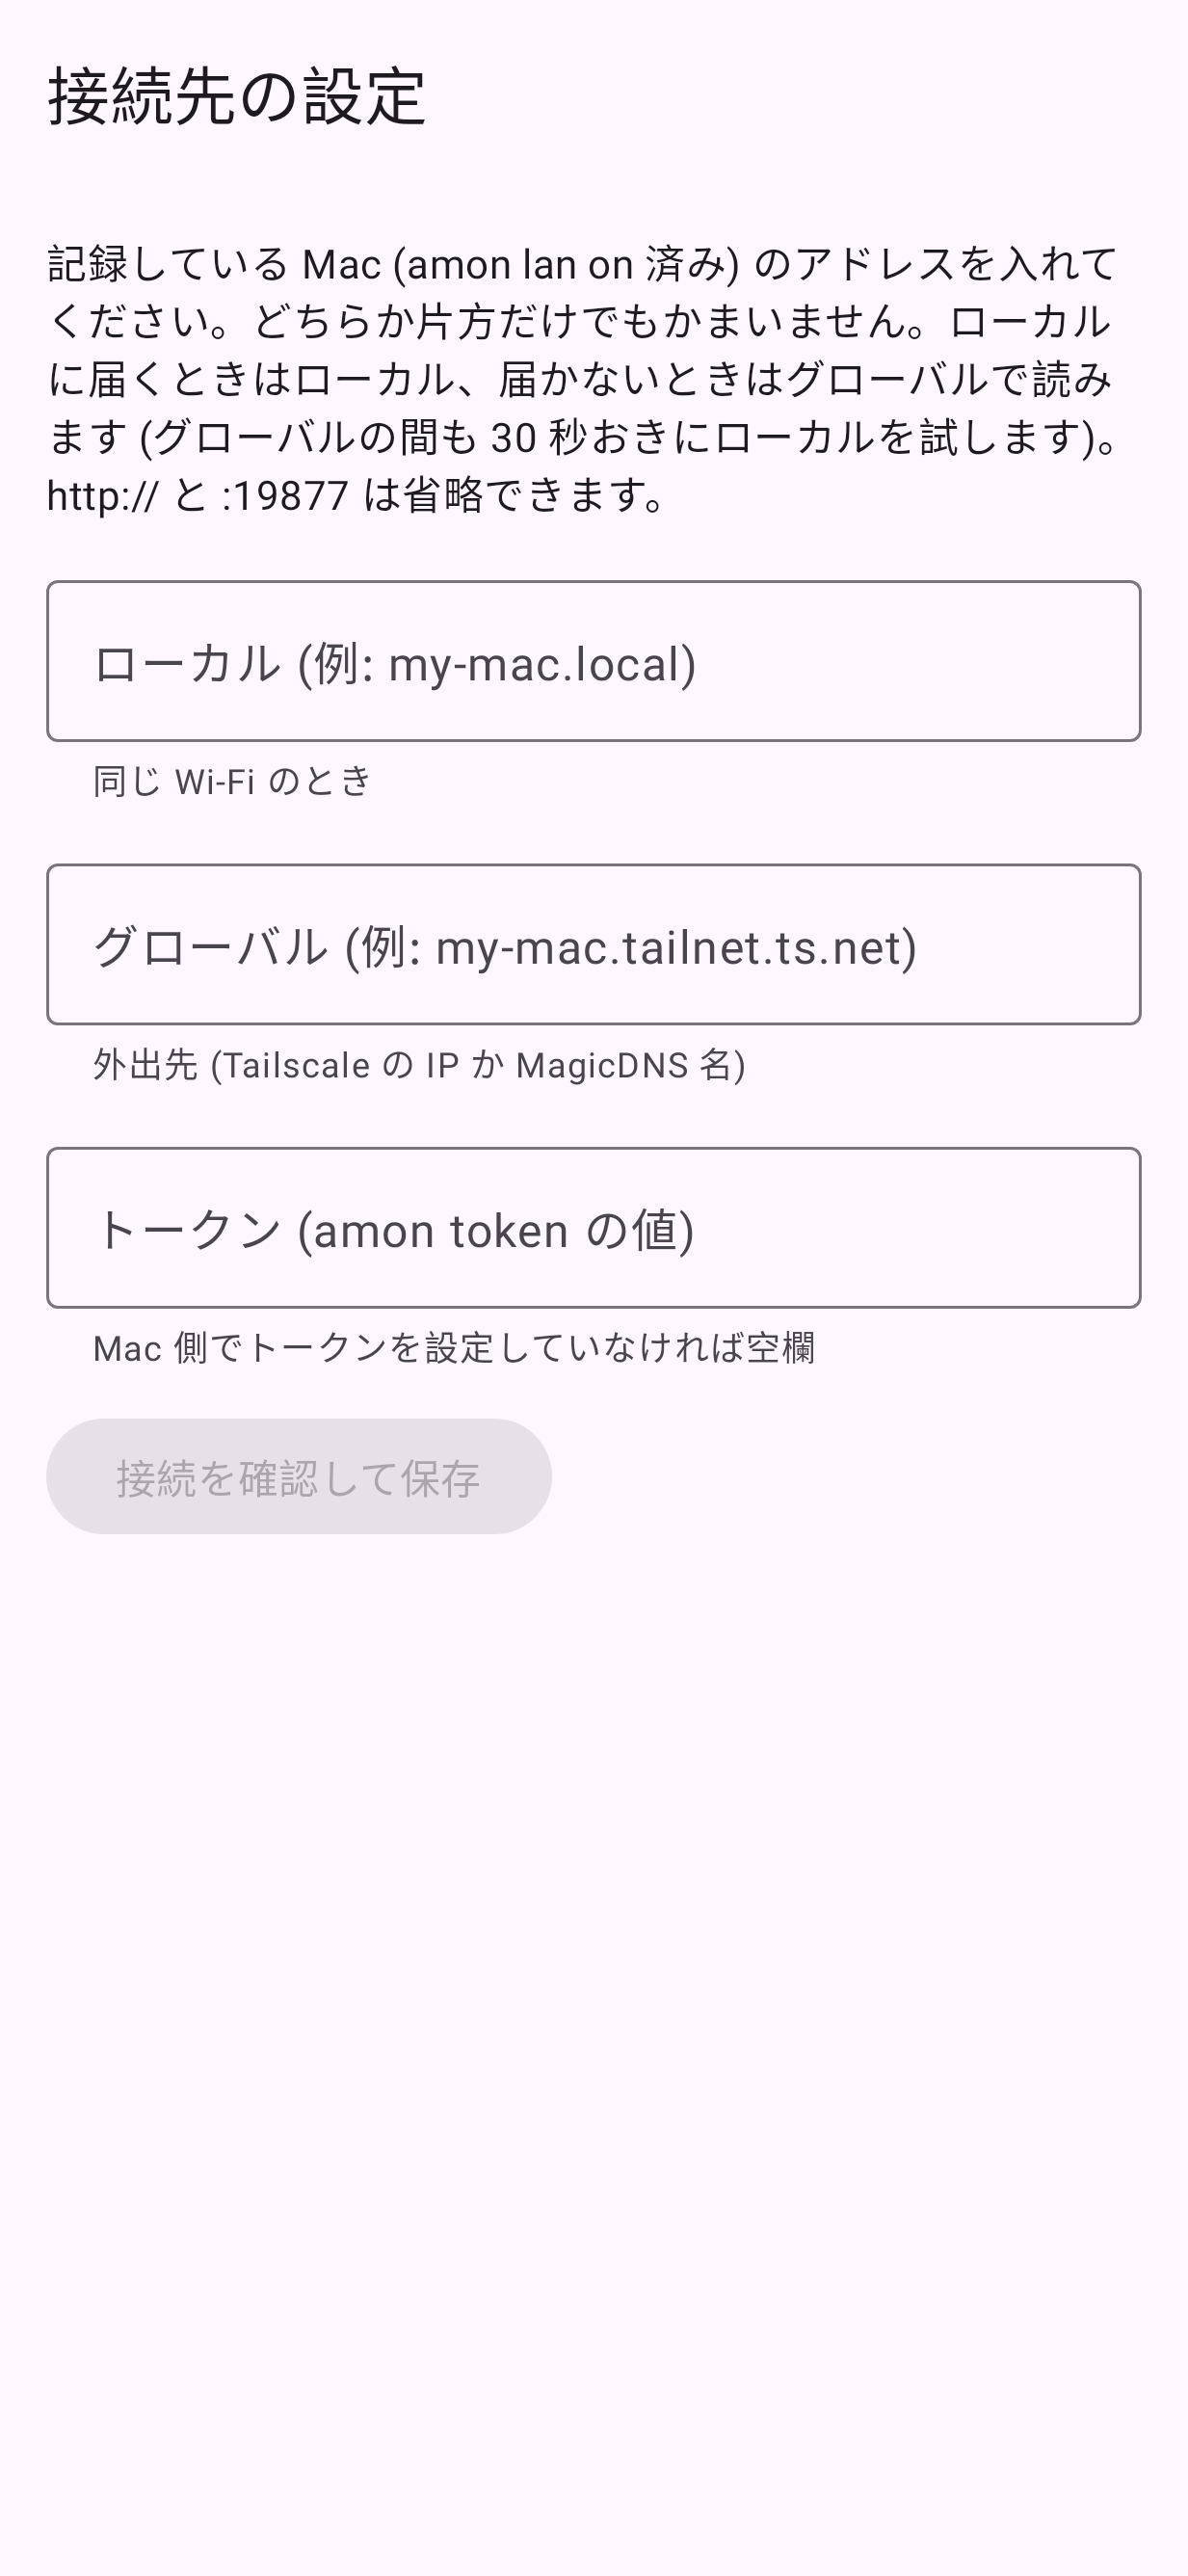 接続先の設定
記録している Mac (amon lan on 済み) のアドレスを入れて
ください。どちらか片方だけでもかまいません。ローカル
に届くときはローカル、届かないときはグローバルで読み
ます (グローバルの間も 30 秒おきにローカルを試します)。
http:// と :19877 は省略できます。
ローカル (例: my-mac.local)
同じ Wi-Fi のとき
グローバル (例: my-mac.tailnet.ts.net)
外出先 (Tailscale の IP か MagicDNS 名)
トークン (amon token の値)
Mac 側でトークンを設定していなければ空欄
接続を確認して保存